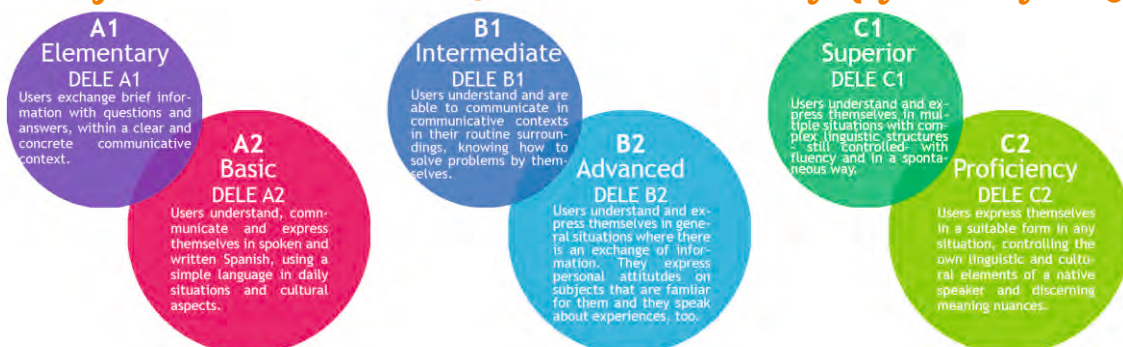 A1
Elementary
DELE A1
Users exchange brief infor-
mation with questions and
answers, within a clear and
concrete communicative
context.
A2
Basic
DELE A2
Users understand, comn-
municate and express
themselves in spoken and
written Spanish, using a
simple language in daily
situations and cultural
aspects.
B1
Intermediate
DELE B1
Users understand and are
able to communicate in
communicative contexts
in their routine surroun-
dings, knowing how to
solve problems by them-
selves.
B2
Advanced
DELE B2
Users understand and ex-
press themselves in gene-
ral situations where there
is an exchange of infor-
mation. They express
personal attitutdes on
subjects that are famliar
for them and they speak
about experiences, too.
C1
Superior
DELE C1
Users understand and ex-
press themselves in mul-
tiple situations with com-
plex linguistic structures
- still controlled- with
fluency and in a sponta-
neous way.
C2
Proficiency
DELE C2
Users express themselves
in a suitable form in any
situation, controlling the
own linguistic and cultu-
ral elements of a native
speaker and discerning
meaning nuances.